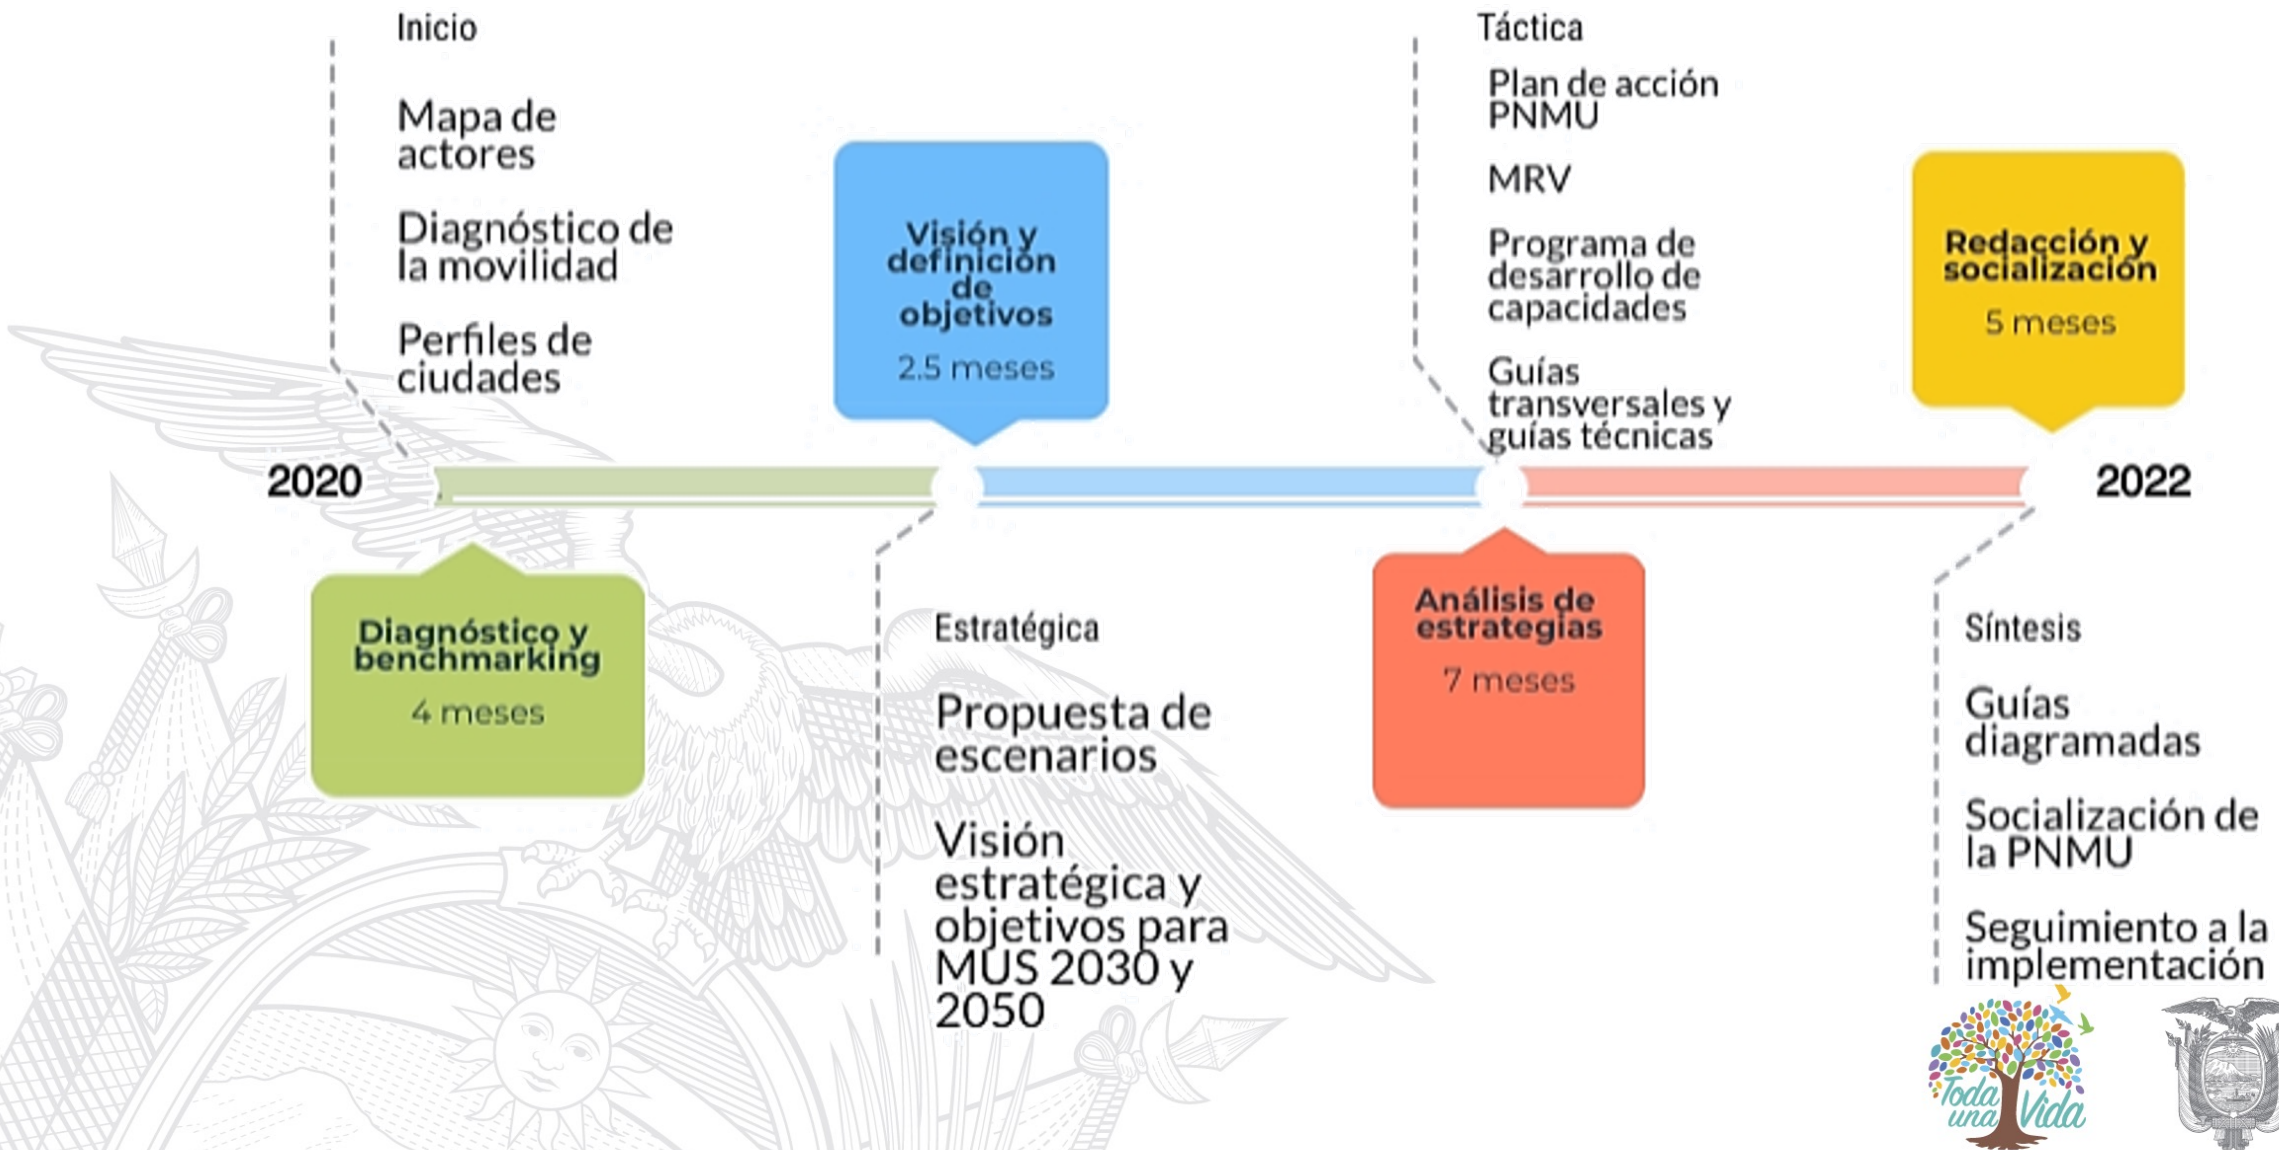 Inicio
Mapa de
actores
Diagnóstico de
la movilidad
Perfiles de
ciudades
Visión y
definición
de
objetivos
2.5 meses
Táctica
Plan de acción
PNMU
MRV
Programa de
desarrollo de
capacidades
Guías
transversales y
guías técnicas
Redacción y
socialización
5 meses
2020
2022
Diagnóstico y
benchmarking
4 meses
Estratégica
Propuesta de
escenarios
Visión
estratégica y
objetivos para
MUS 2030 y
2050
Análisis de
estrategias
7 meses
Síntesis
Guías
diagramadas
Socialización de
la PNMU
Seguimiento a la
implementación
Toda
una Vida